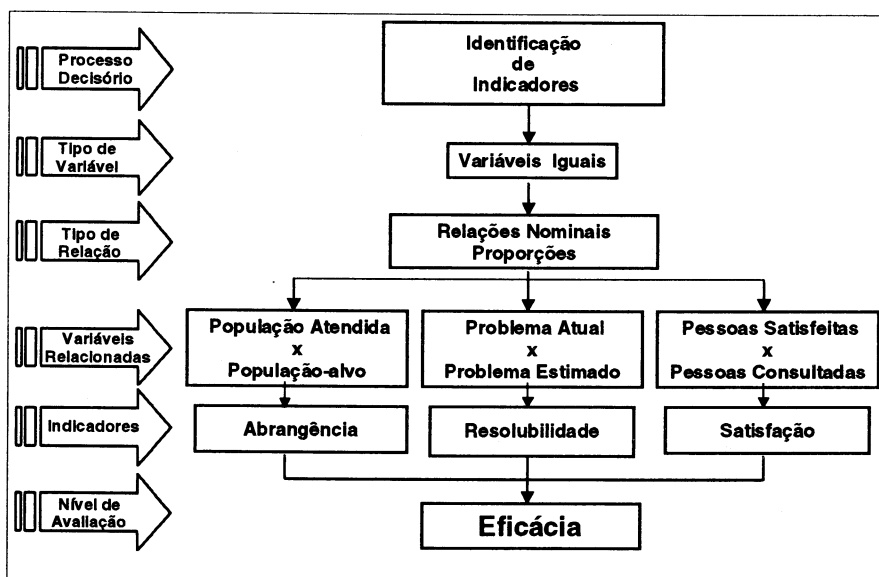 Processo
Decisório
Identificação
de
Indicadores
Tipo de
Variável
Variáveis Iguais
Tipo de
Relação
Relações Nominais
Proporções
Variáveis
Relacionadas
População Atendida
x
População-alvo
Problema Atual
x
Problema Estimado
Pessoas Satisfeitas
x
Pessoas Consultadas
Indicadores
Abrangência
Resolubilidade
Satisfação
Nível de
Avaliação
Eficácia